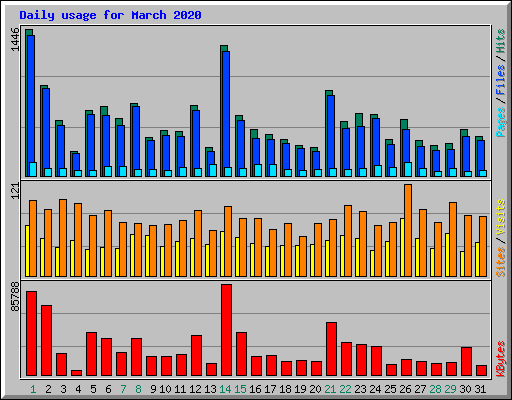 Daily usage for March 2020
1446
Pages / Files / Hits
121
Sites / Visits
85788
KBytes
1 2 3 4 5 6 7 8 9 10 11 12 13 14 15 16 17 18 19 20 21 22 23 24 25 26 27 28 29 30 31